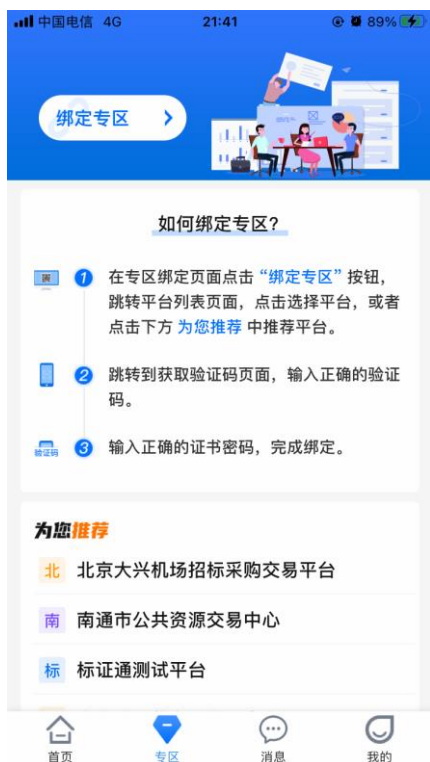 中国电信 4G 21:41 89%
绑定专区
如何绑定专区?
1 在专区绑定页面点击“绑定专区”按钮,
跳转平台列表页面，点击选择平台，或者
点击下方 为您推荐 中推荐平台。
2 跳转到获取验证码页面，输入正确的验证
码。
验证码 3 输入正确的证书密码，完成绑定。
为您推荐
北 北京大兴机场招标采购交易平台
南 南通市公共资源交易中心
标 标证通测试平台
首页 专区 消息 我的